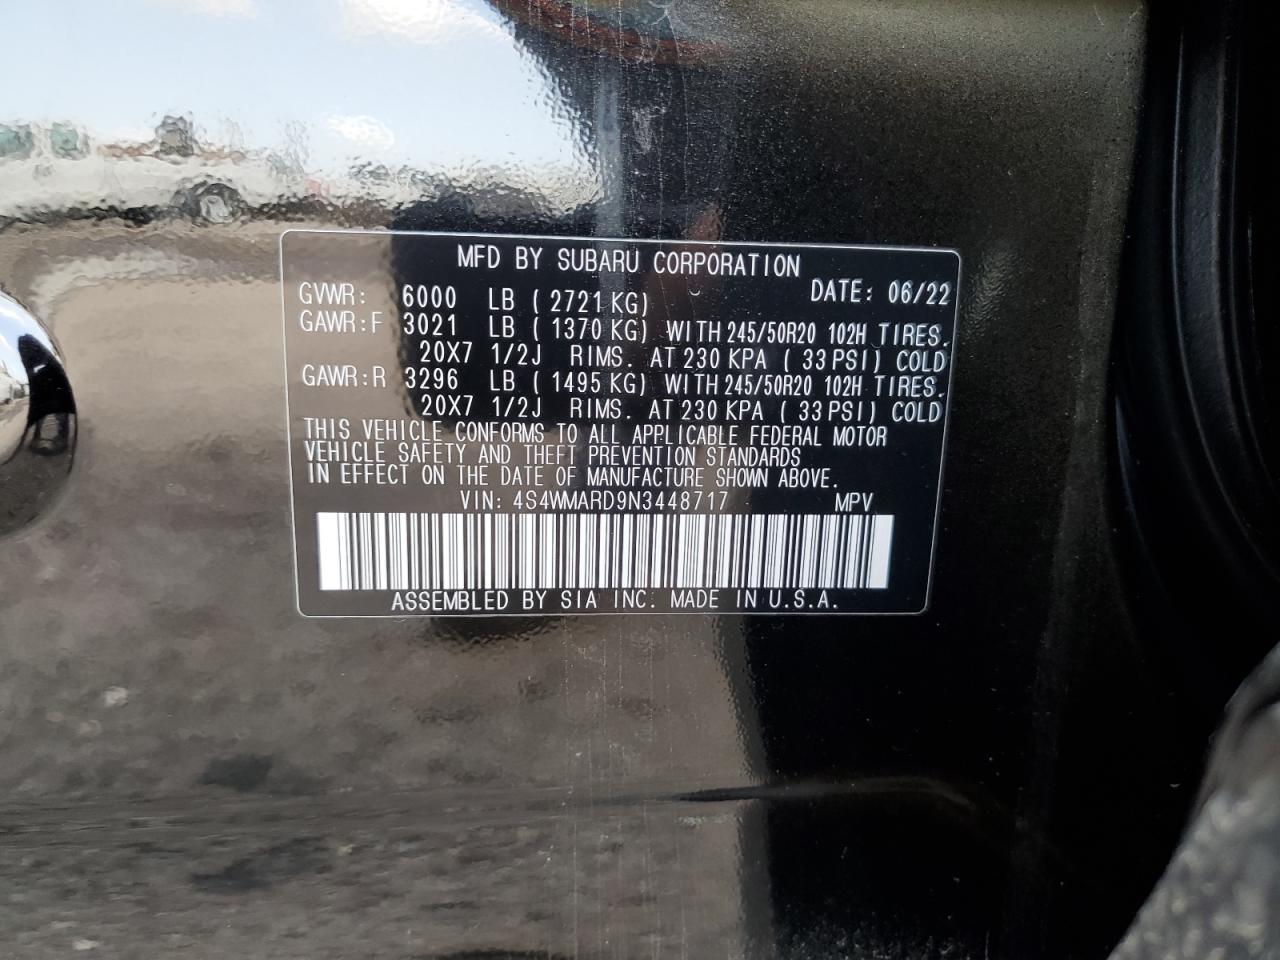 MFD BY SUBARU CORPORATION
GVWR: 6000 LB ( 2721 KG) DATE: 06/22
GAWR:F 3021 LB ( 1370 KG) WITH 245/50R20 102H TIRES.
20X7 1/2J RIMS. AT 230 KPA ( 33 PSI) COLD
GAWR:R 3296 LB ( 1495 KG) WITH 245/50R20 102H TIRES.
20X7 1/2J RIMS. AT 230 KPA ( 33 PSI) COLD
THIS VEHICLE CONFORMS TO ALL APPLICABLE FEDERAL MOTOR
VEHICLE SAFETY AND THEFT PREVENTION STANDARDS
IN EFFECT ON THE DATE OF MANUFACTURE SHOWN ABOVE.
VIN: 4S4WMARD9N3448717 MPV
ASSEMBLED BY SIA INC. MADE IN U.S.A.